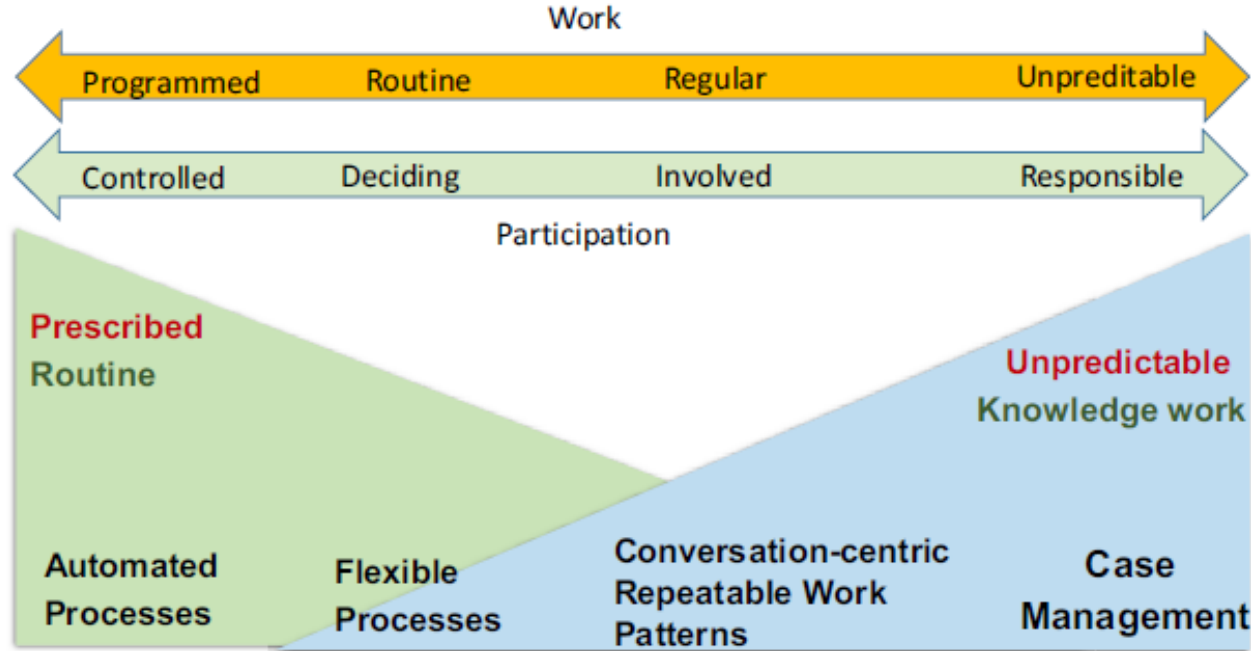 Work
Programmed Routine Regular Unpreditable
Controlled Deciding Involved Responsible
Participation
Prescribed
Routine
Unpredictable
Knowledge work
Automated
Processes
Flexible
Processes
Conversation-centric
Repeatable Work
Patterns
Case
Management